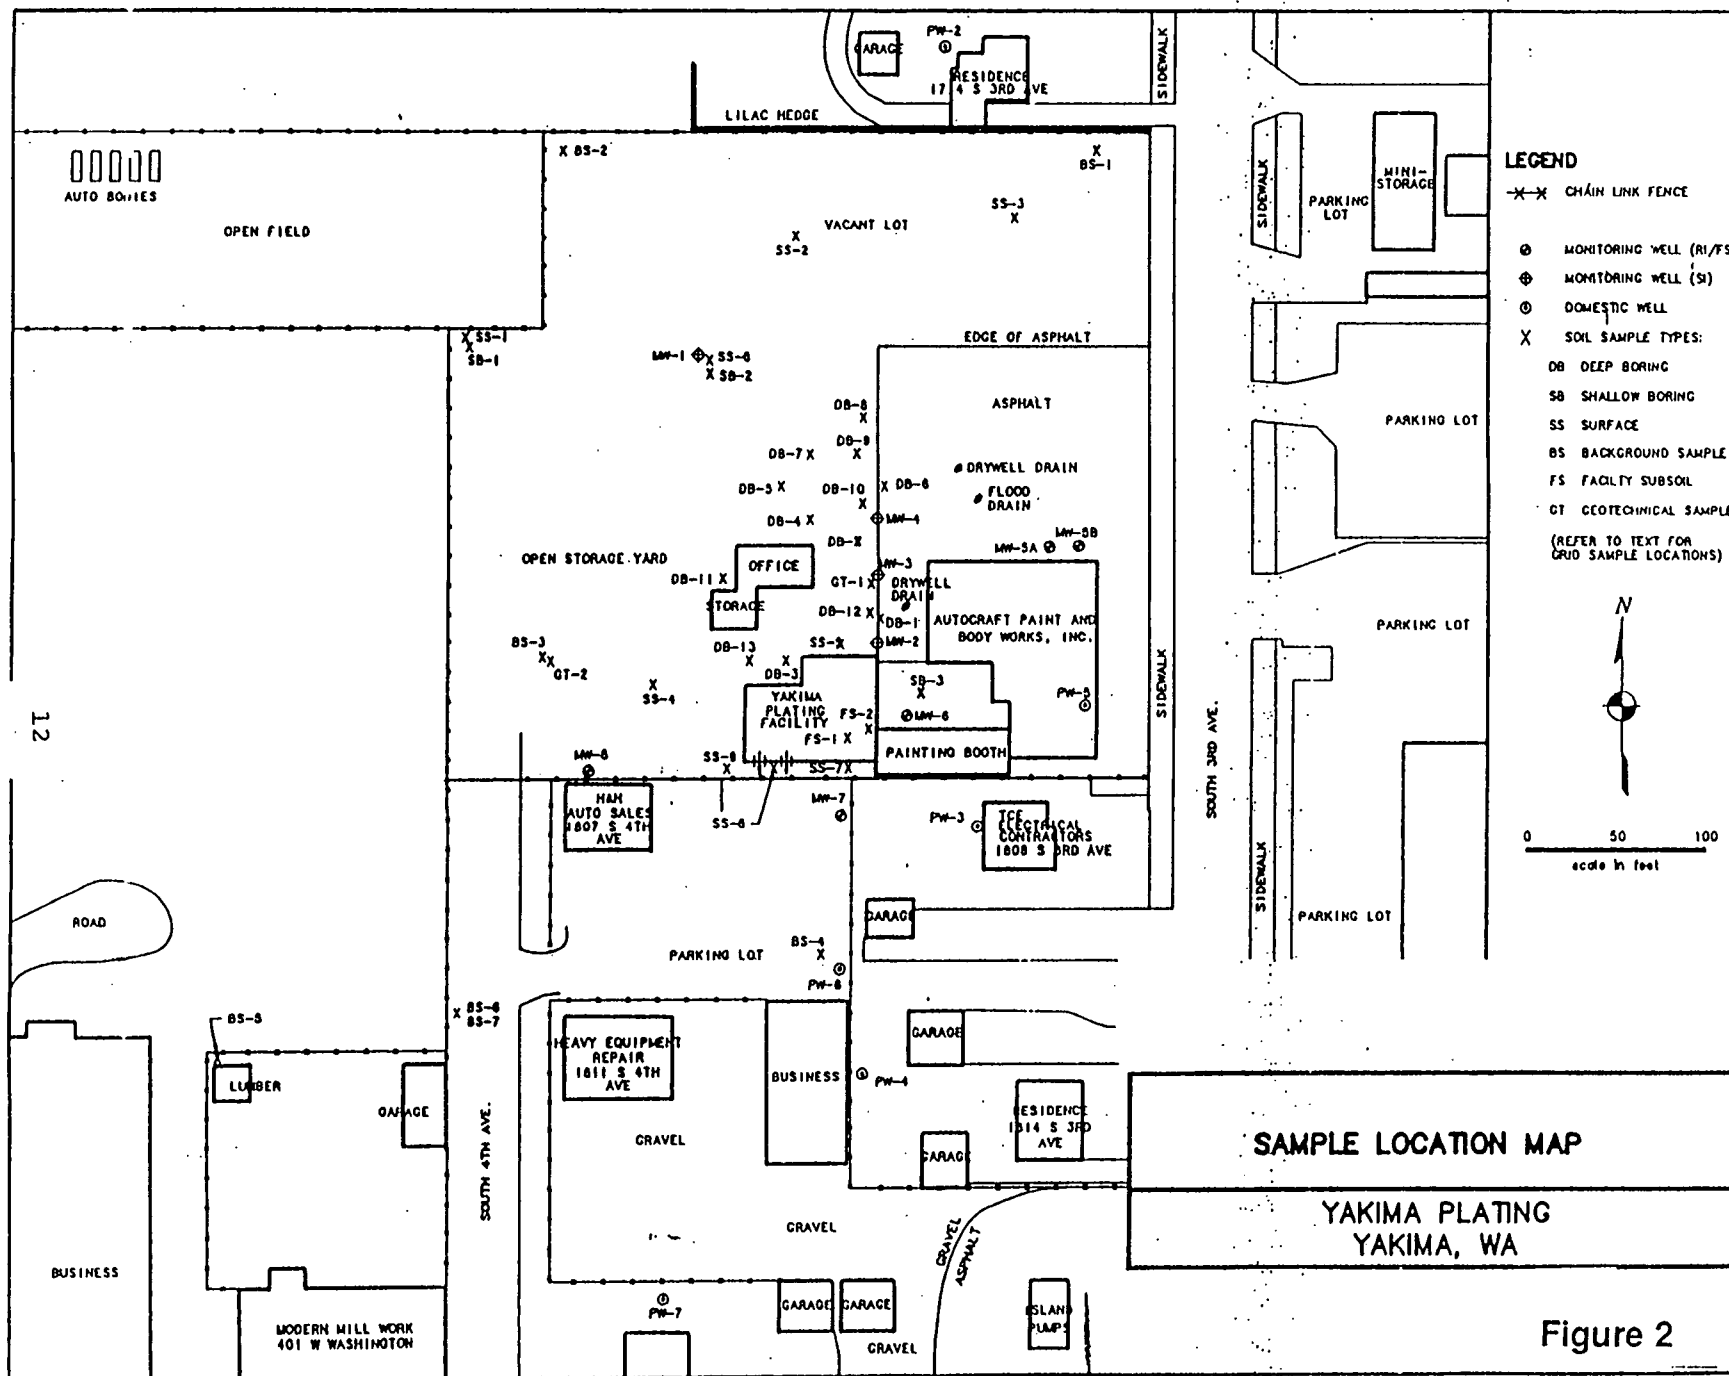 PW-2
GARAGE
RESIDENCE
SIDEWALK
LILAC HEDGE
BS-2
BS-1
AUTO BODIES
OPEN FIELD
SS-3
VACANT LOT
SS-2
SIDEWALK
PARKING
LOT
MINI-
STORAGE
LEGEND
X-X CHAIN LINK FENCE
MONITORING WELL (RI/FS
MONITORING WELL (SI)
DOMESTIC WELL
X SOIL SAMPLE TYPES:
DB DEEP BORING
SB SHALLOW BORING
SS SURFACE
BS BACKGROUND SAMPLE
FS FACILITY SUBSOIL
GT GEOTECHNICAL SAMPLE
(REFER TO TEXT FOR
GRID SAMPLE LOCATIONS)
SS-1
SB-1
MW-1
SB-2
EDGE OF ASPHALT
ASPHALT
PARKING LOT
DB-8
DB-9
DB-7
DRYWELL DRAIN
DB-10
DB-6
FLOOD
DRAIN
DB-4
MW-4
MW-5A
MW-5B
OPEN STORAGE YARD
OFFICE
MW-3
DB-11
GT-1
DRYWELL
DRAIN
STORAGE
DB-12
DB-1
AUTOCRAFT PAINT AND
BODY WORKS, INC.
PARKING LOT
BS-3
GT-2
DB-13
MW-2
DB-3
SS-4
YAKIMA
PLATING
FACILITY
SB-3
FS-2
MW-6
FS-1
PW-5
PAINTING BOOTH
SIDEWALK
SOUTH 3RD AVE.
N
12
SS-7
H&H
AUTO SALES
1807 S 4TH
AVE
MW-7
PW-3
ELECTRICAL
CONTRACTORS
1808 S 3RD AVE
0 50 100
scale in feet
SIDEWALK
ROAD
GARAGE
PARKING LOT
BS-4
PW-6
PARKING LOT
BS-6
BS-7
BS-5
LUMBER
GARAGE
HEAVY EQUIPMENT
REPAIR
1811 S 4TH
AVE
BUSINESS
GARAGE
PW-4
RESIDENCE
1814 S 3RD
AVE
GRAVEL
GARAGE
SOUTH 4TH AVE.
GRAVEL
GRAVEL
ASPHALT
SAMPLE LOCATION MAP
YAKIMA PLATING
YAKIMA, WA
BUSINESS
PW-7
GARAGE
GARAGE
ISLAND
PUMPS
MODERN MILL WORK
401 W WASHINGTON
GRAVEL
Figure 2